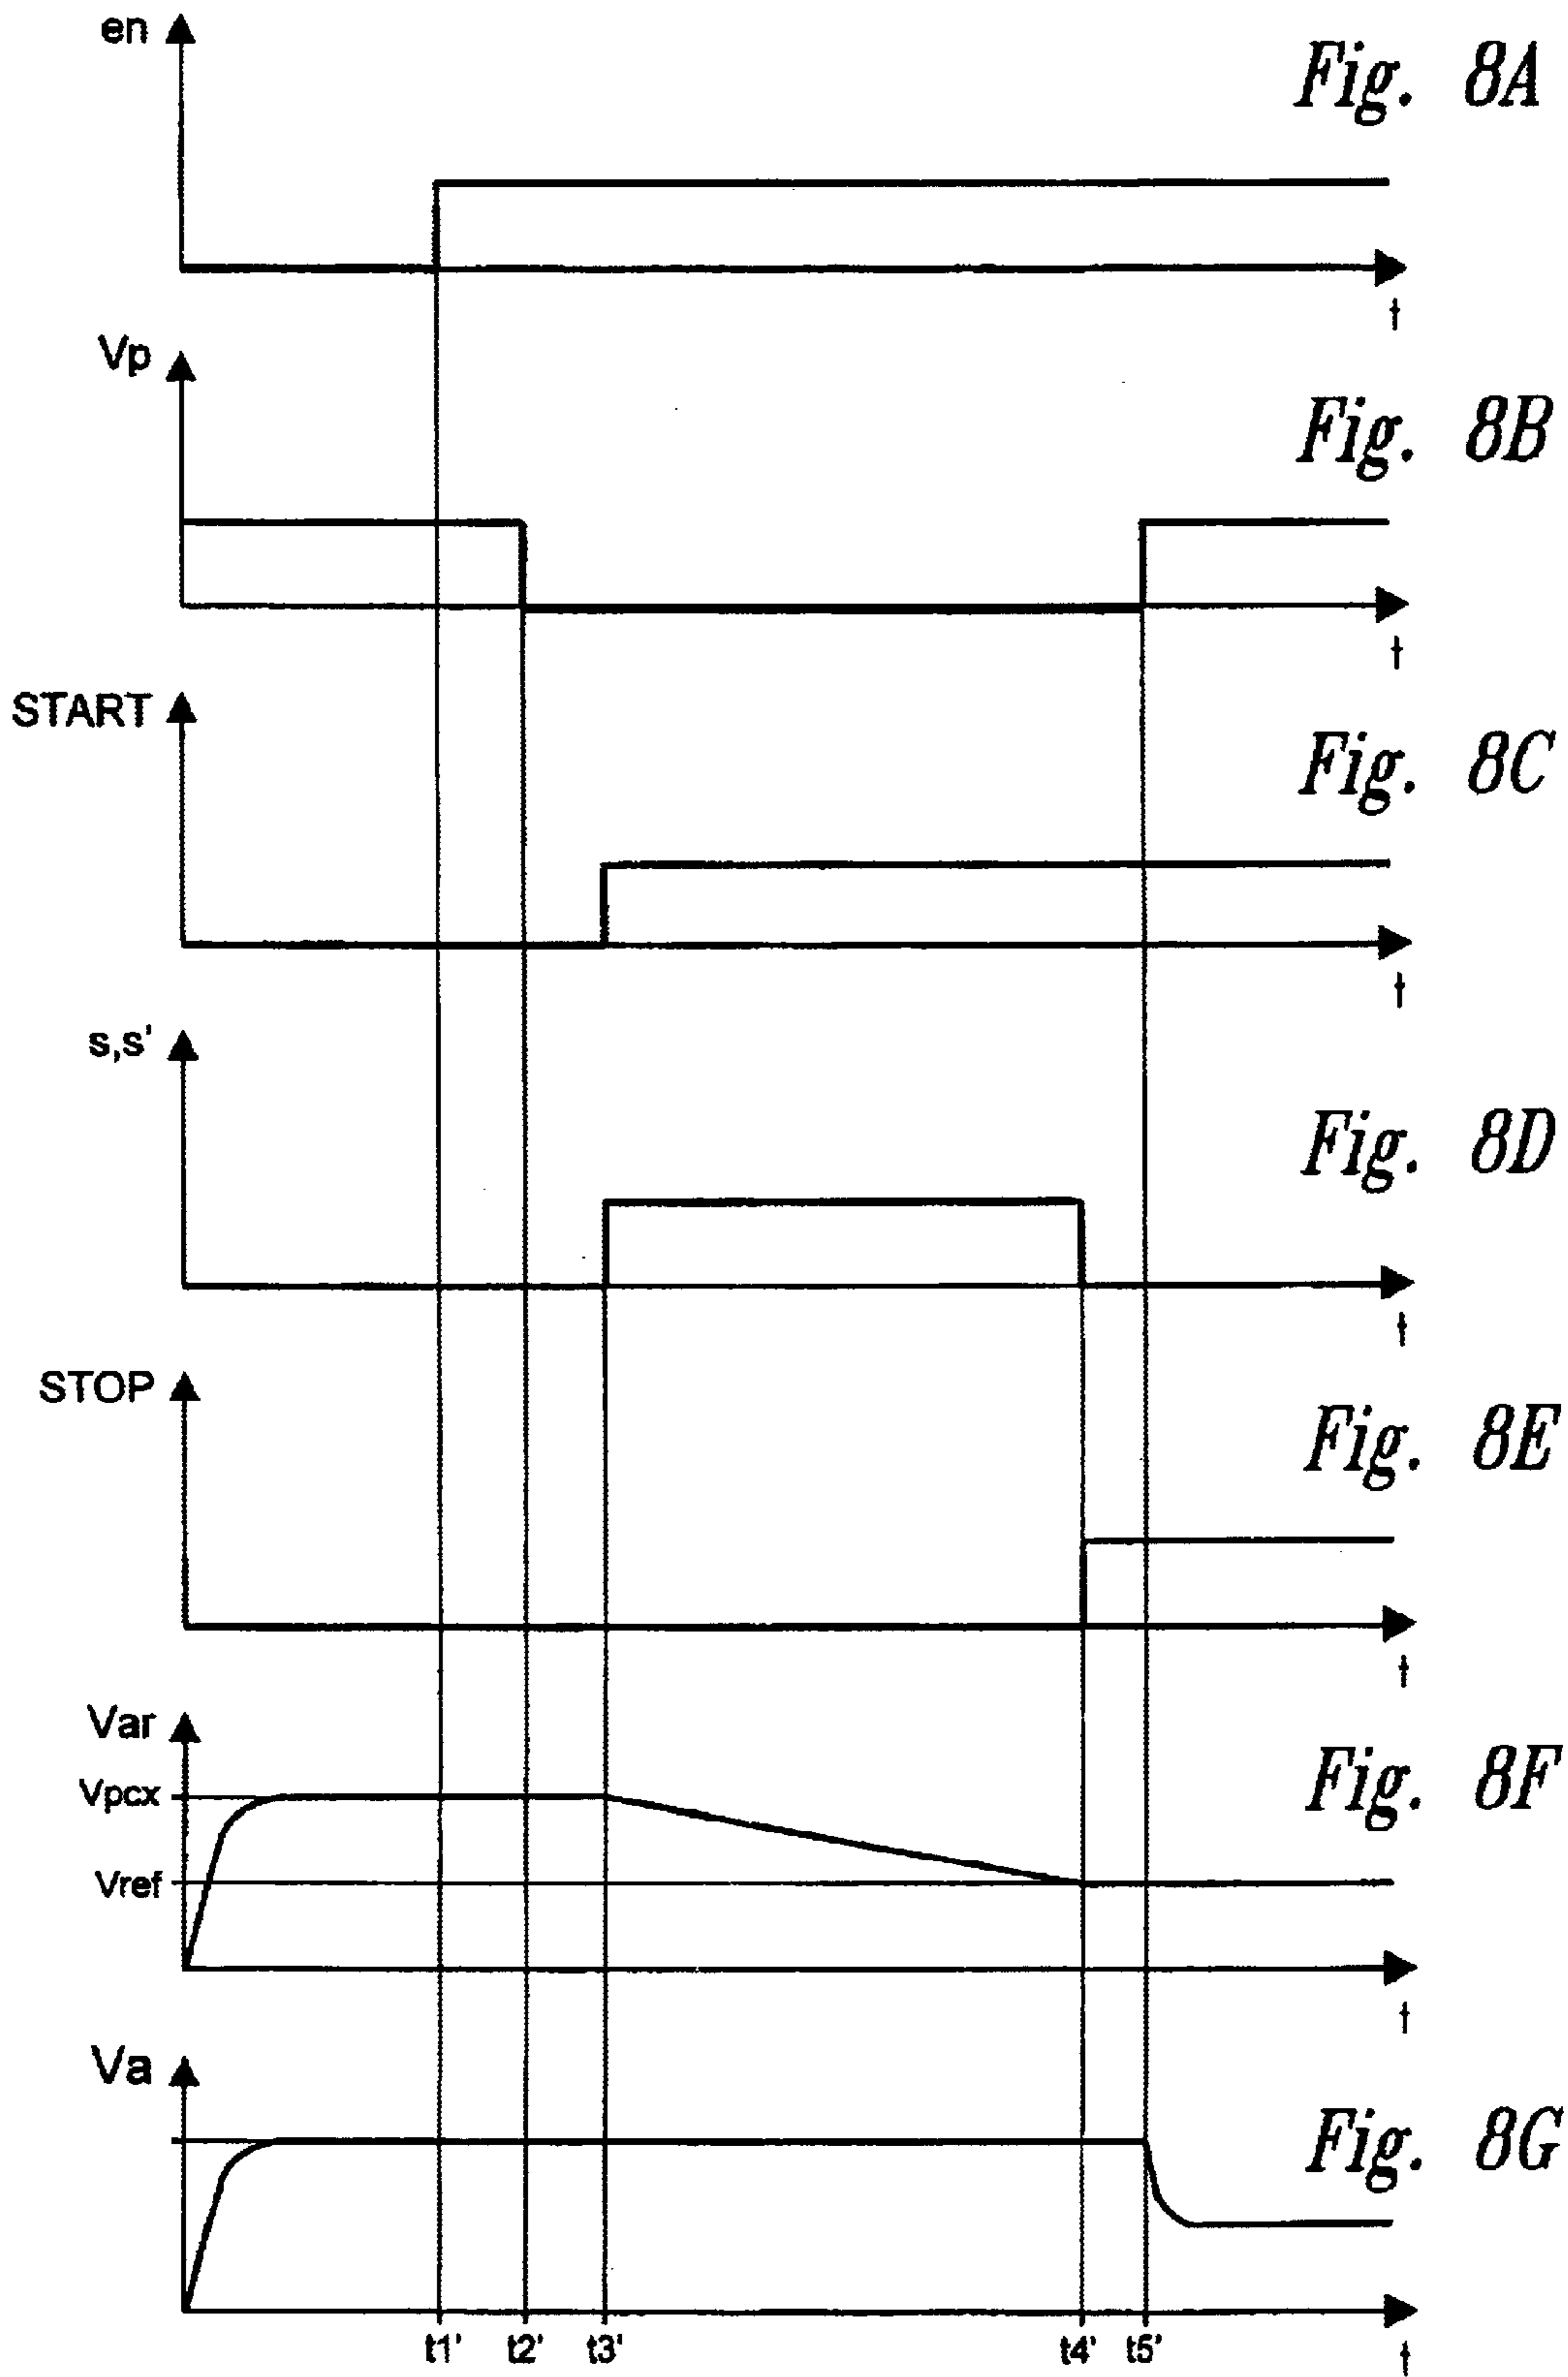 en
Fig. 8A
t
Vp
Fig. 8B
t
START
Fig. 8C
t
s,s'
Fig. 8D
t
STOP
Fig. 8E
t
Var
Vpcx
Fig. 8F
Vref
t
Va
Fig. 8G
t1' t2' t3' t4' t5' t